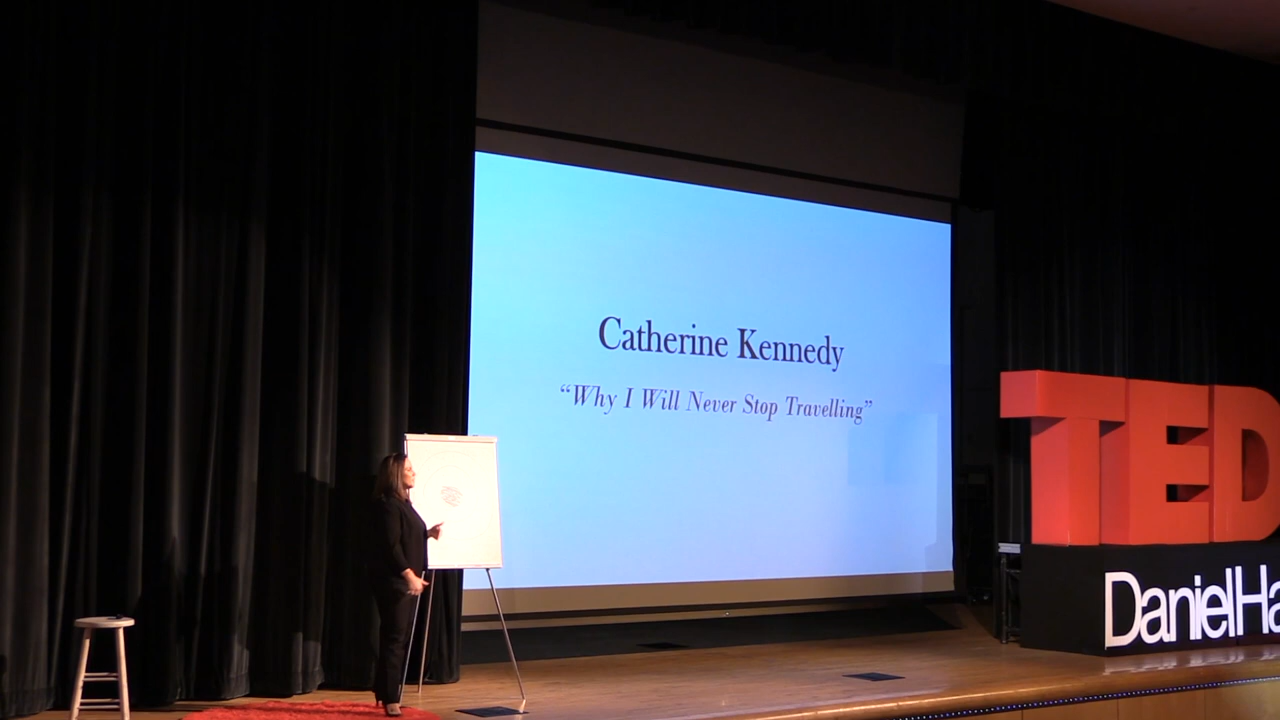 Catherine Kennedy
“Why I Will Never Stop Travelling”
TED
DanielHa